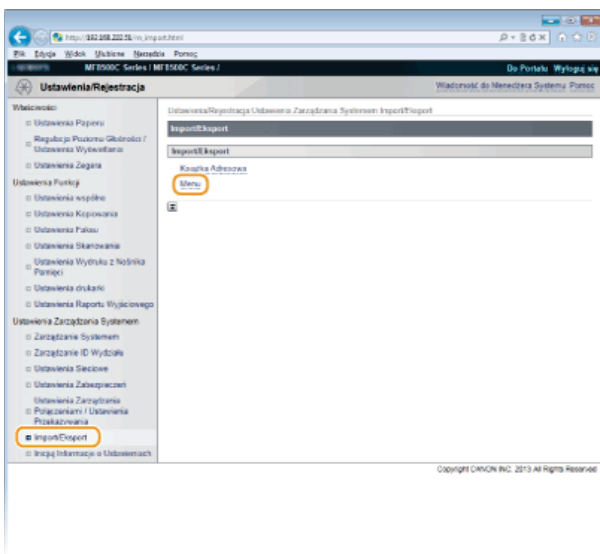 Plik Edycja Widok Ulubione Narzędzia Pomoc
MF8500C Series / MF8500C Series /
Do Portalu Wyloguj się
Ustawienia/Rejestracja
Wiadomość do Menedżera Systemu Pomoc
Właściwości
Ustawienia Papieru
Regulacja Poziomu Głośności /
Ustawienia Wyświetlania
Ustawienia Zegara
Ustawienia Funkcji
Ustawienia wspólne
Ustawienia Kopiowania
Ustawienia Faksu
Ustawienia Skanowania
Ustawienia Wydruku z Nośnika
Pamięci
Ustawienia drukarki
Ustawienia Raportu Wyjściowego
Ustawienia Zarządzania Systemem
Zarządzanie Systemem
Zarządzanie ID Wydziału
Ustawienia Sieciowe
Ustawienia Zabezpieczeń
Ustawienia Zarządzania
Połączeniami / Ustawienia
Przekazywania
Import/Eksport
Inicjuj Informacje o Ustawieniach
Ustawienia/Rejestracja:Ustawienia Zarządzania Systemem:Import/Eksport
Import/Eksport
Import/Eksport
Książka Adresowa
Menu
Copyright CANON INC. 2013 All Rights Reserved